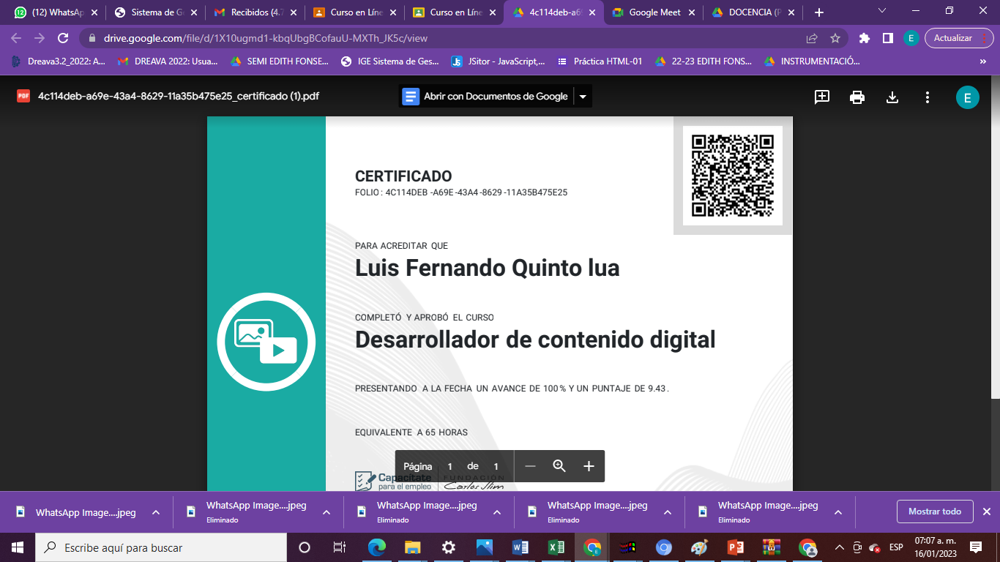 (12) WhatsA
Sistema de G
Recibidos (4.7
Curso en Líne
Curso en Líne
4c114deb-a69
Google Meet
DOCENCIA (P
drive.google.com/file/d/1X10ugmd1-kbqUbgBCofauU-MXTh_JK5c/view
E
Actualizar
Dreava3.2_2022: A...
DREAVA 2022: Usua...
SEMI EDITH FONSE...
IGE Sistema de Ges...
JSitor - JavaScript,...
Práctica HTML-01
22-23 EDITH FONS...
INSTRUMENTACIÓ...
»
PDF
4c114deb-a69e-43a4-8629-11a35b475e25_certificado (1).pdf
Abrir con Documentos de Google
E
CERTIFICADO
FOLIO: 4C114DEB -A69E-43A4-8629-11A35B475E25
PARA ACREDITAR QUE
Luis Fernando Quinto lua
COMPLETÓ Y APROBÓ EL CURSO
Desarrollador de contenido digital
PRESENTANDO A LA FECHA UN AVANCE DE 100% Y UN PUNTAJE DE 9.43.
EQUIVALENTE A 65 HORAS
Página 1 de 1
Capacítate
para el empleo
FUNDACIÓN
Carlos Slim
WhatsApp Image....jpeg
WhatsApp Image....jpeg
Eliminado
WhatsApp Image....jpeg
Eliminado
WhatsApp Image....jpeg
Eliminado
WhatsApp Image....jpeg
Eliminado
Mostrar todo
Escribe aquí para buscar
ESP
07:07 a. m.
16/01/2023